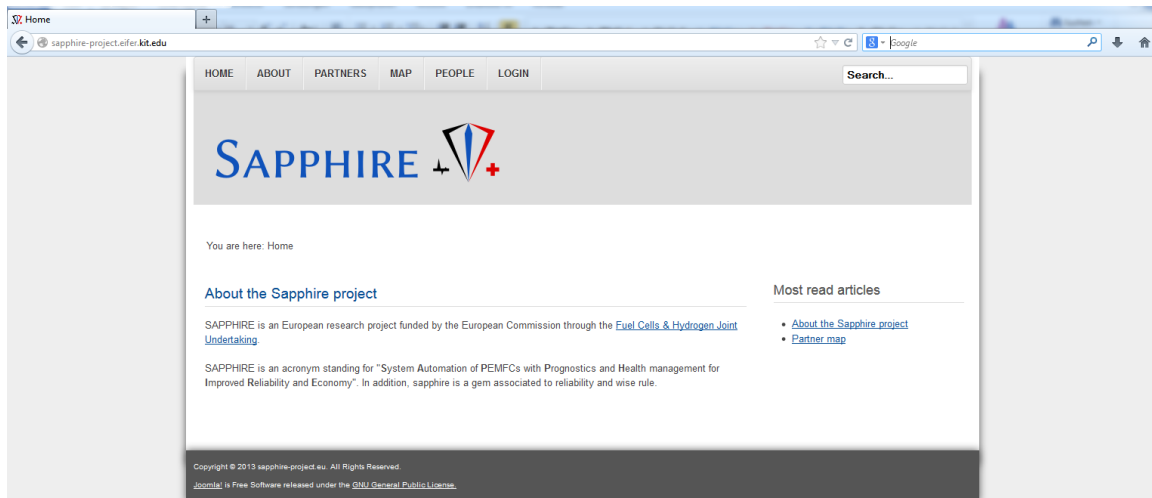 Home
sapphire-project.eifer.kit.edu
Google
HOME ABOUT PARTNERS MAP PEOPLE LOGIN
Search...
SAPPHIRE
You are here: Home
About the Sapphire project
SAPPHIRE is an European research project funded by the European Commission through the Fuel Cells & Hydrogen Joint
Undertaking.
SAPPHIRE is an acronym standing for "System Automation of PEMFCs with Prognostics and Health management for
Improved Reliability and Economy". In addition, sapphire is a gem associated to reliability and wise rule.
Most read articles
About the Sapphire project
Partner map
Copyright © 2013 sapphire-project.eu. All Rights Reserved.
Joomla! is Free Software released under the GNU General Public License.